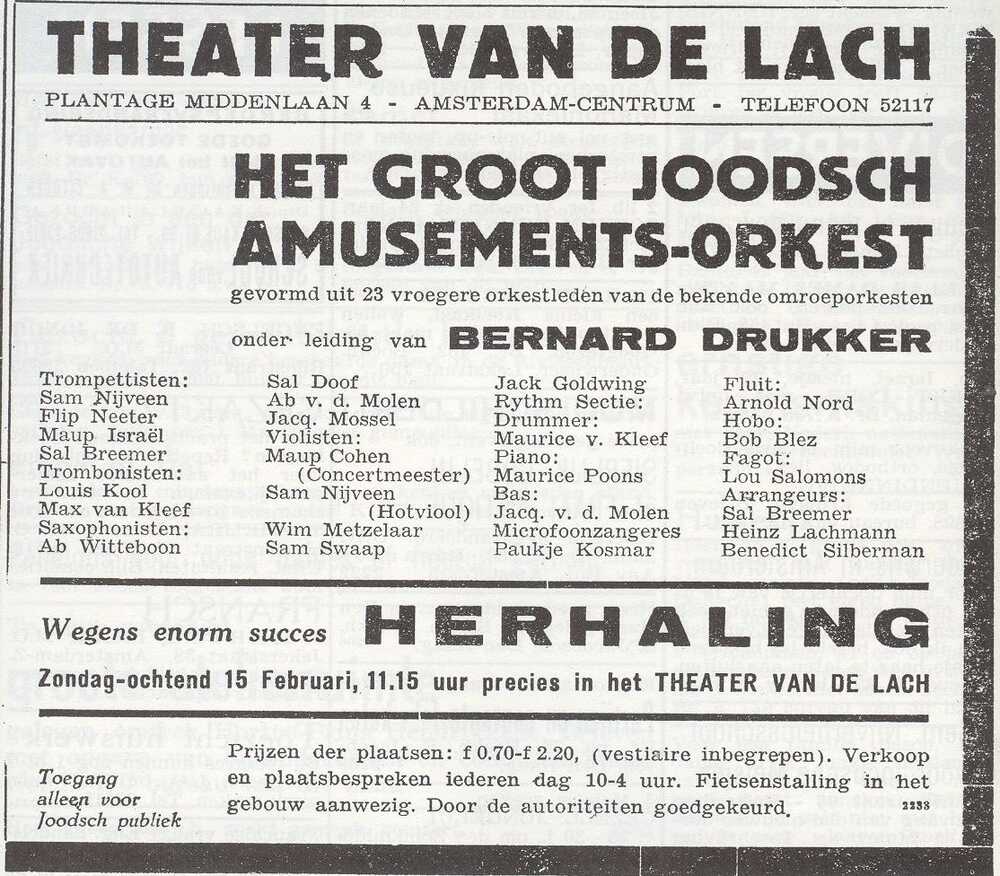 THEATER VAN DE LACH
PLANTAGE MIDDENLAAN 4 - AMSTERDAM-CENTRUM - TELEFOON 52117
HET GROOT JOODSCH
AMUSEMENTS-ORKEST
gevormd uit 23 vroegere orkestleden van de bekende omroeporkesten
onder leiding van BERNARD DRUKKER
Trompettisten:
Sam Nijveen
Flip Neeter
Maup Israël
Sal Breemer
Trombonisten:
Louis Kool
Max van Kleef
Saxophonisten:
Ab Witteboon
Sal Doof
Ab v. d. Molen
Jacq. Mossel
Violisten:
Maup Cohen
(Concertmeester)
Sam Nijveen
(Hotviool)
Wim Metzelaar
Sam Swaap
Jack Goldwing
Rythm Sectie:
Drummer:
Maurice v. Kleef
Piano:
Maurice Poons
Bas:
Jacq. v. d. Molen
Microfoonzangeres
Paukje Kosmar
Fluit:
Arnold Nord
Hobo:
Bob Blez
Fagot:
Lou Salomons
Arrangeurs:
Sal Breemer
Heinz Lachmann
Benedict Silberman
Wegens enorm succes HERHALING
Zondag-ochtend 15 Februari, 11.15 uur precies in het THEATER VAN DE LACH
Toegang
alleen voor
Joodsch publiek
Prijzen der plaatsen: f 0.70-f 2.20, (vestiaire inbegrepen). Verkoop
en plaatsbespreken iederen dag 10-4 uur. Fietsenstalling in het
gebouw aanwezig. Door de autoriteiten goedgekeurd. 2233